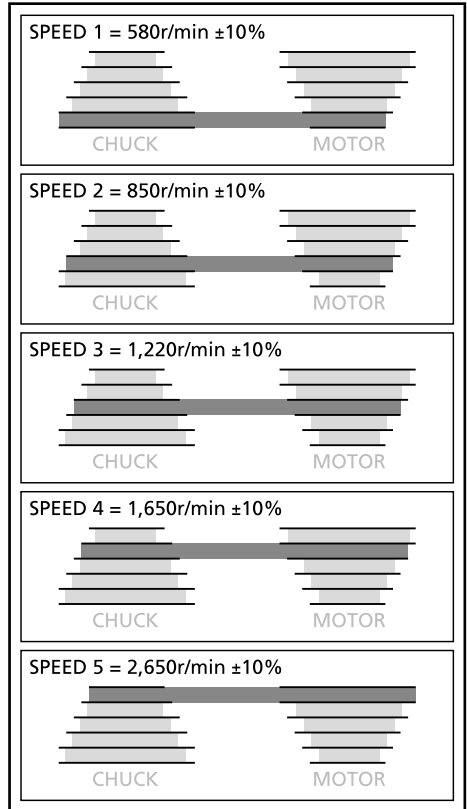 SPEED 1 = 580r/min ±10%
CHUCK MOTOR
SPEED 2 = 850r/min ±10%
CHUCK MOTOR
SPEED 3 = 1,220r/min ±10%
CHUCK MOTOR
SPEED 4 = 1,650r/min ±10%
CHUCK MOTOR
SPEED 5 = 2,650r/min ±10%
CHUCK MOTOR